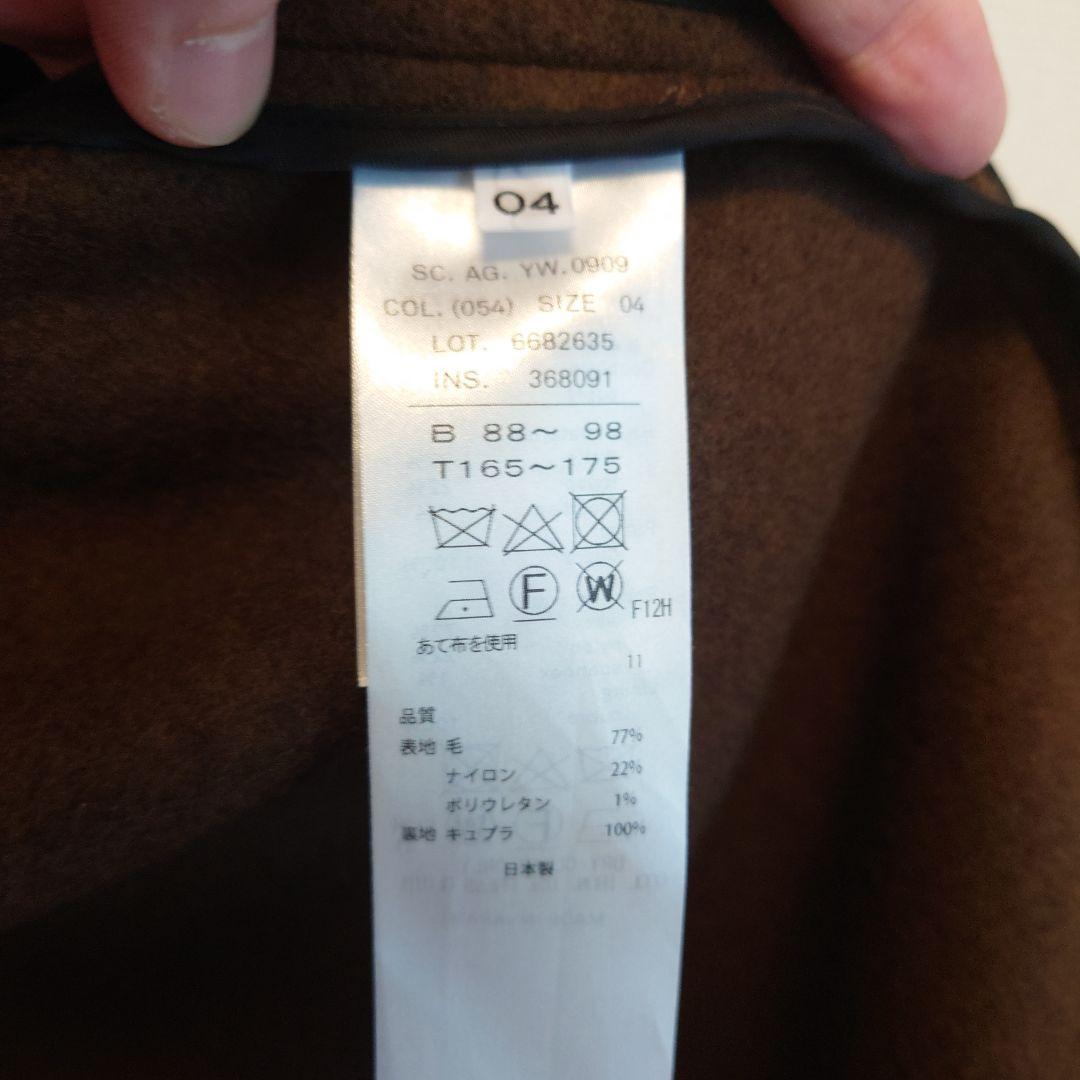 04
SC. AG. YW.0909
COL. (054) SIZE 04
LOT. 6682635
INS. 368091
B 88～ 98
T165～175
F W F12H
あて布を使用
11
品質
表地 毛 77%
ナイロン 22%
ポリウレタン 1%
裏地 キュプラ 100%
日本製